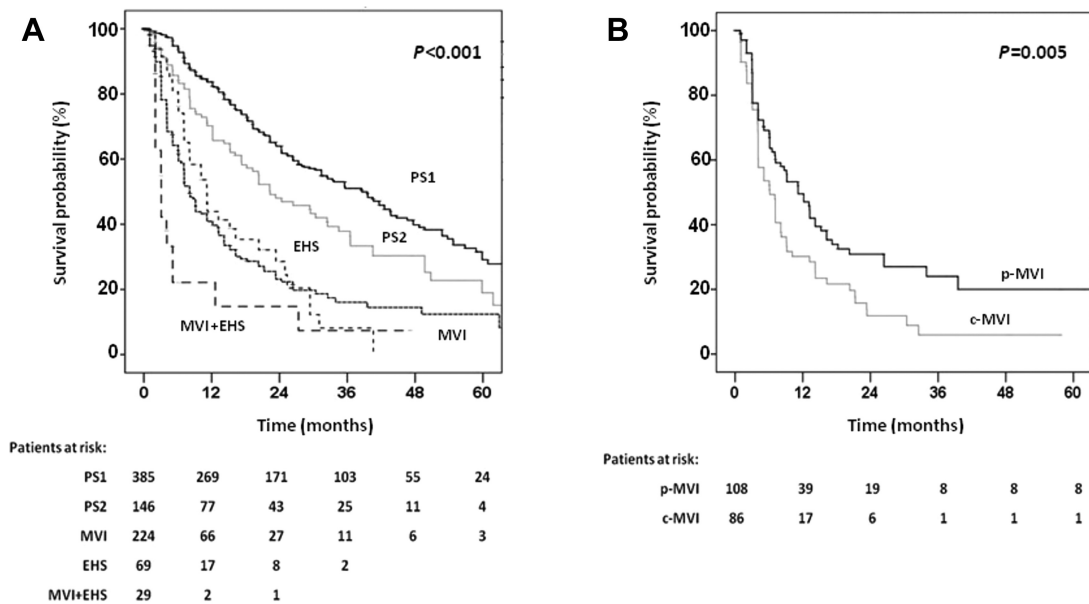 A
P<0.001
Survival probability (%)
100
80
60
40
20
0
PS1
PS2
EHS
MVI+EHS
MVI
0 12 24 36 48 60
Time (months)
Patients at risk:
PS1 385 269 171 103 55 24
PS2 146 77 43 25 11 4
MVI 224 66 27 11 6 3
EHS 69 17 8 2
MVI+EHS 29 2 1
B
P=0.005
Survival probability (%)
100
80
60
40
20
0
p-MVI
c-MVI
0 12 24 36 48 60
Time (months)
Patients at risk:
p-MVI 108 39 19 8 8 8
c-MVI 86 17 6 1 1 1